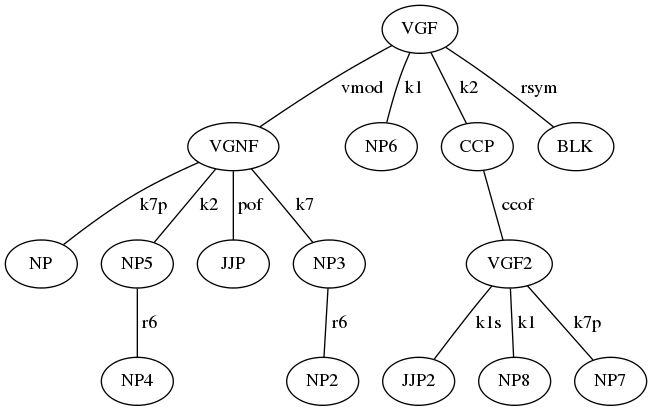 VGF
vmod k1 k2 rsym
VGNF NP6 CCP BLK
k7p k2 pof k7 ccof
NP NP5 JJP NP3 VGF2
r6 r6 k1s k1 k7p
NP4 NP2 JJP2 NP8 NP7